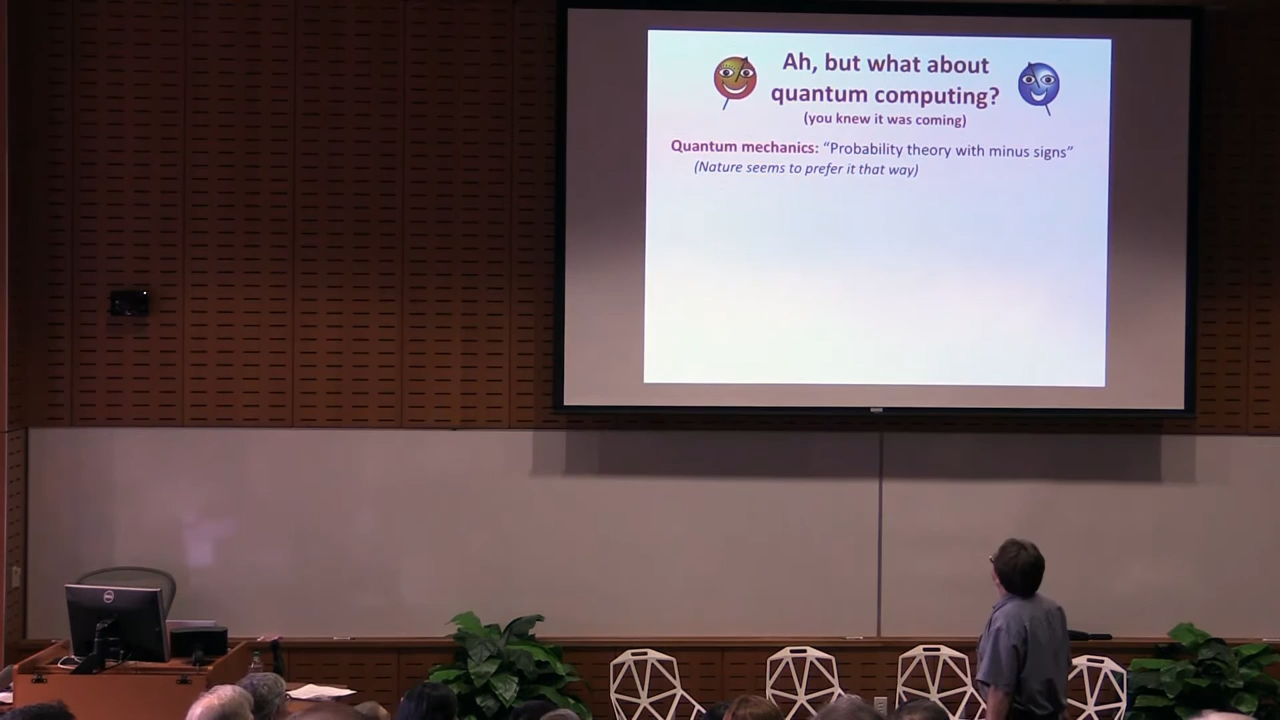 Ah, but what about
quantum computing?
(you knew it was coming)
Quantum mechanics: “Probability theory with minus signs”
(Nature seems to prefer it that way)
DELL